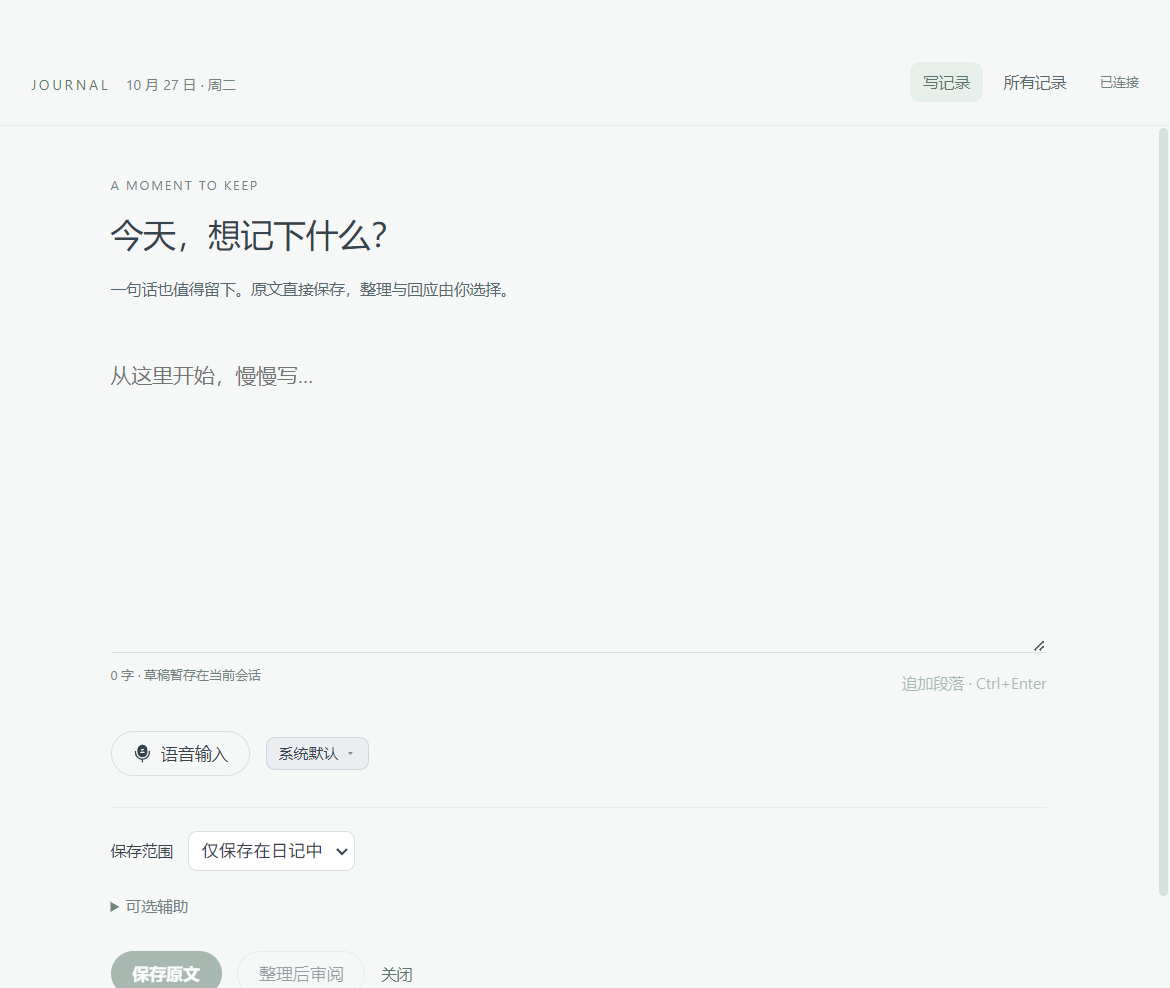 JOURNAL 10 月 27 日 · 周二 写记录 所有记录 已连接
A MOMENT TO KEEP
今天，想记下什么？
一句话也值得留下。原文直接保存，整理与回应由你选择。
从这里开始，慢慢写...
0 字 · 草稿暂存在当前会话
追加段落 · Ctrl+Enter
语音输入 系统默认
保存范围 仅保存在日记中
可选辅助
保存原文 整理后审阅 关闭